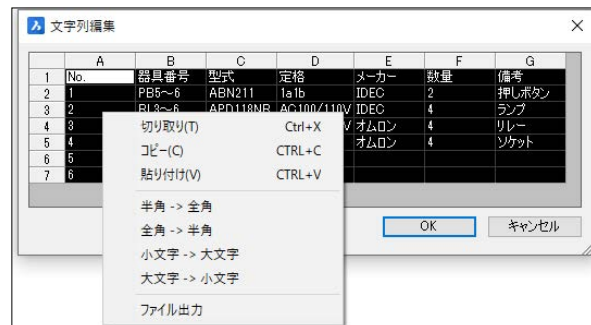 文字列編集
A B C D E F G
1 No. 器具番号 型式 定格 メーカー 数量 備考
2 1 PB5～6 ABN211 1a1b IDEC 2 押しボタン
3 2 RL3～6 APD118NR AC100/110V IDEC 4 ランプ
4 3 V オムロン 4 リレー
5 4 オムロン 4 ソケット
6 5
7 6
切り取り(T) Ctrl+X
コピー(C) CTRL+C
貼り付け(V) CTRL+V
半角 -> 全角
全角 -> 半角
小文字 -> 大文字
大文字 -> 小文字
ファイル出力
OK キャンセル